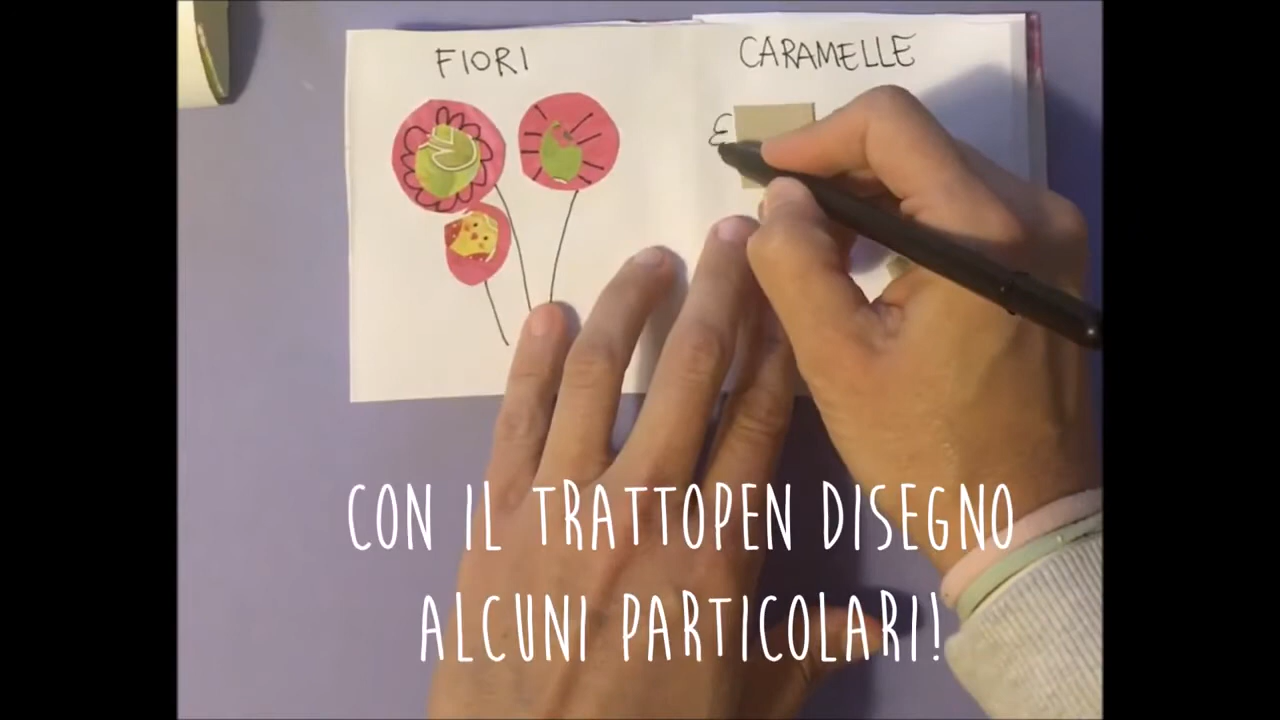 FIORI
CARAMELLE
CON IL TRATTOPEN DISEGNO
ALCUNI PARTICOLARI!